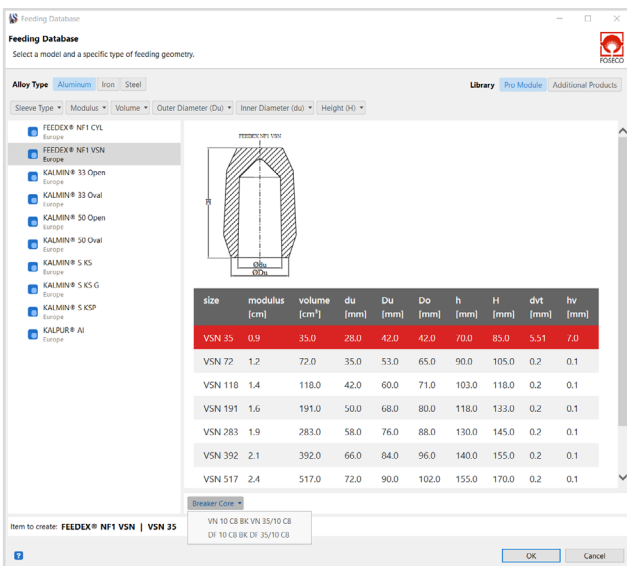 Feeding Database
Feeding Database
Select a model and a specific type of feeding geometry.
FOSECO
Alloy Type Aluminum Iron Steel Library Pro Module Additional Products
Sleeve Type Modulus Volume Outer Diameter (Du) Inner Diameter (du) Height (H)
FEEDEX® NF1 CYL
Europe
FEEDEX® NF1 VSN
Europe
KALMIN® 33 Open
Europe
KALMIN® 33 Oval
Europe
KALMIN® 50 Open
Europe
KALMIN® 50 Oval
Europe
KALMIN® S KS
Europe
KALMIN® S KS G
Europe
KALMIN® S KSP
Europe
KALPUR® Al
Europe
FEEDEX NF1 VSN
H
Ødu
ØDu
size modulus volume du Du Do h H dvt hv
[cm] [cm³] [mm] [mm] [mm] [mm] [mm] [mm] [mm]
VSN 35 0.9 35.0 28.0 42.0 42.0 70.0 85.0 5.51 7.0
VSN 72 1.2 72.0 35.0 53.0 65.0 90.0 105.0 0.2 0.1
VSN 118 1.4 118.0 42.0 60.0 71.0 103.0 118.0 0.2 0.1
VSN 191 1.6 191.0 50.0 68.0 80.0 118.0 133.0 0.2 0.1
VSN 283 1.9 283.0 58.0 76.0 88.0 130.0 145.0 0.2 0.1
VSN 392 2.1 392.0 66.0 84.0 96.0 140.0 155.0 0.2 0.1
VSN 517 2.4 517.0 72.0 90.0 102.0 155.0 170.0 0.2 0.1
Breaker Core
VN 10 C8 BK VN 35/10 C8
DF 10 C8 BK DF 35/10 C8
Item to create: FEEDEX® NF1 VSN | VSN 35
? OK Cancel